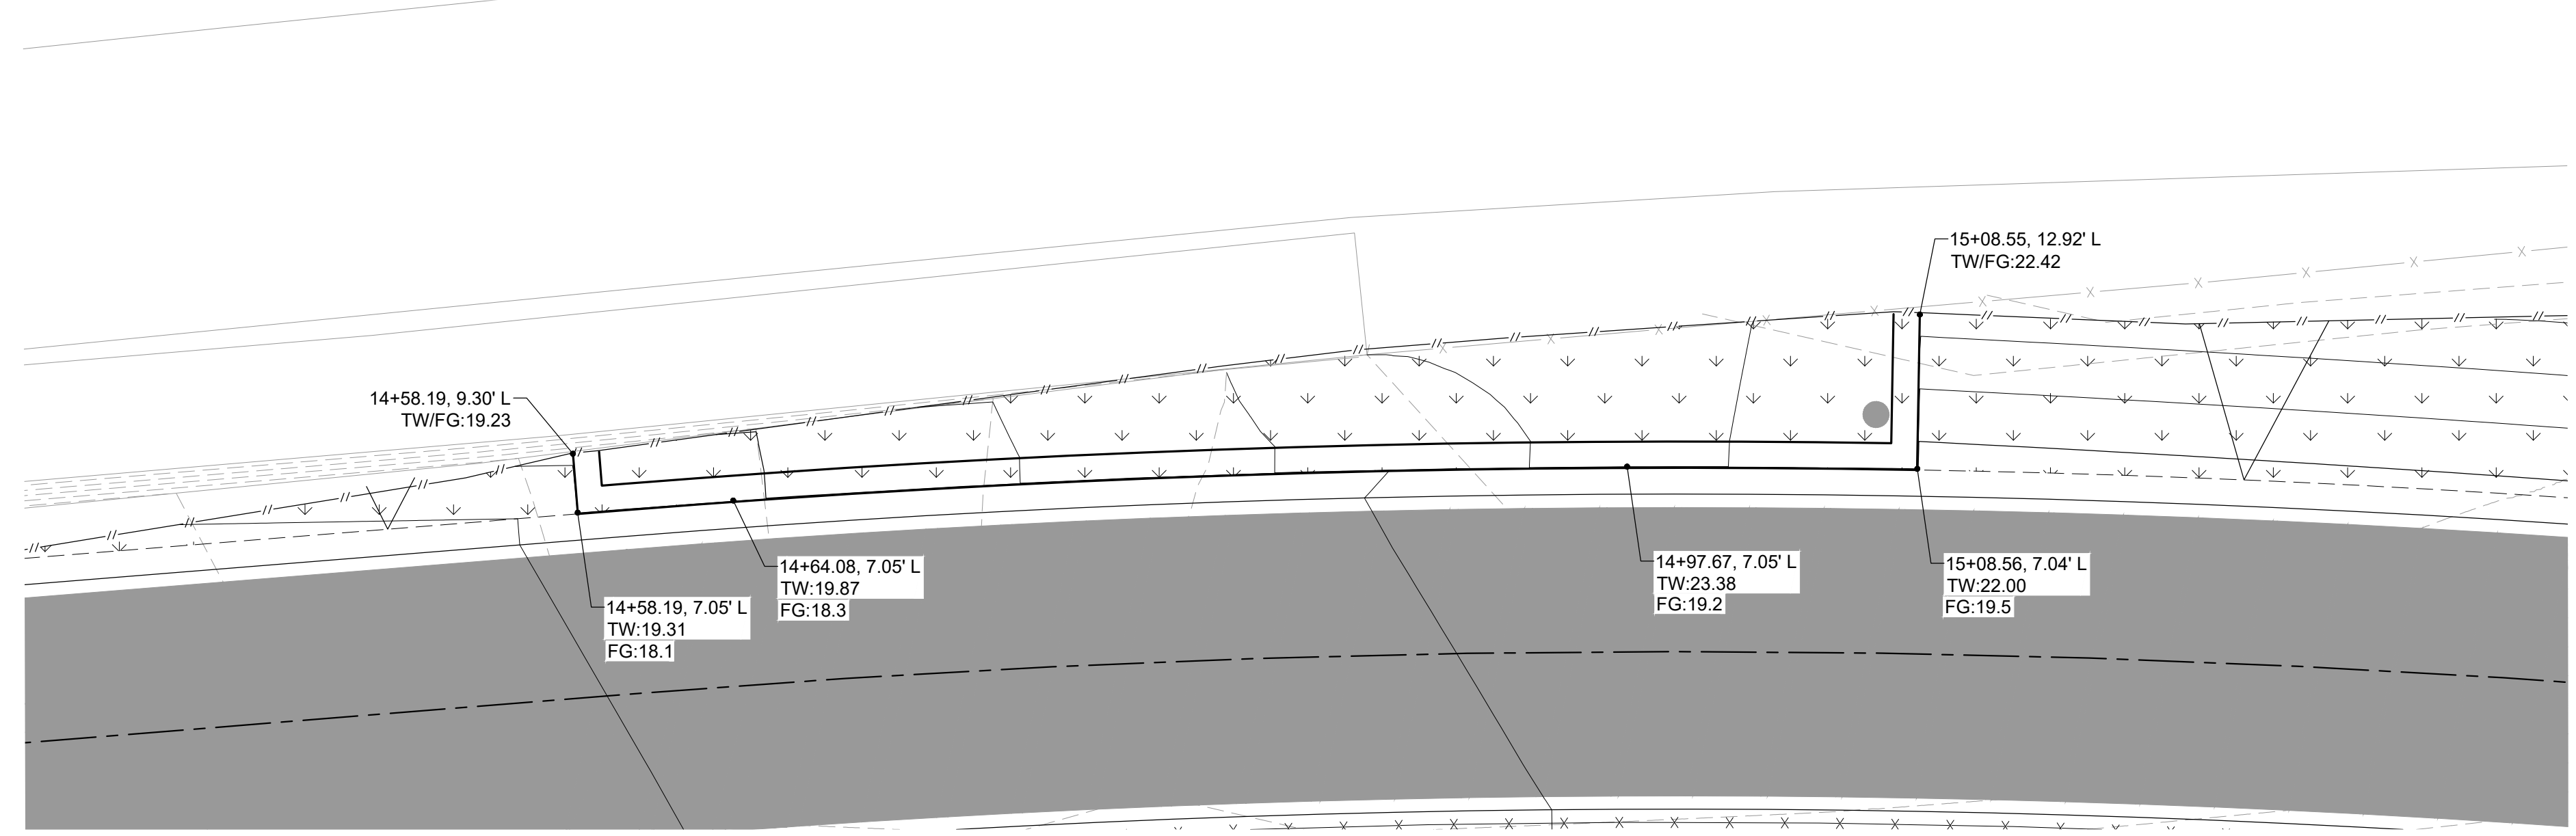 15+08.55, 12.92' L
TW/FG:22.42
14+58.19, 9.30' L
TW/FG:19.23
14+64.08, 7.05' L
TW:19.87
FG:18.3
14+97.67, 7.05' L
TW:23.38
FG:19.2
15+08.56, 7.04' L
TW:22.00
FG:19.5
14+58.19, 7.05' L
TW:19.31
FG:18.1